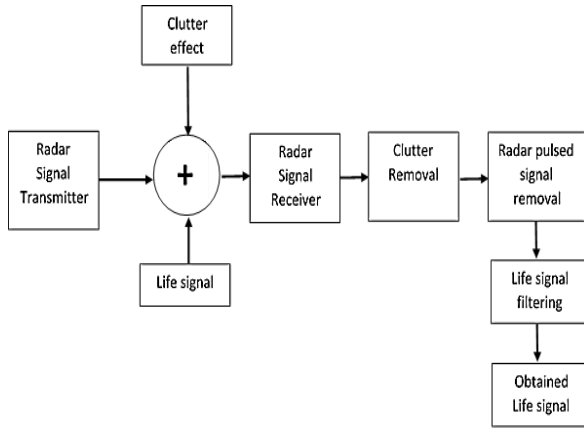 Clutter
effect
Radar
Signal
Transmitter
+
Radar
Signal
Receiver
Clutter
Removal
Radar pulsed
signal
removal
Life signal
Life signal
filtering
Obtained
Life signal